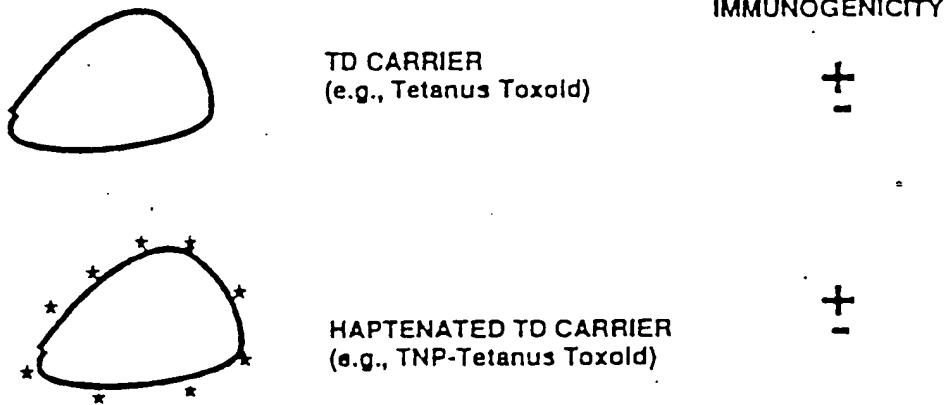 IMMUNOGENICITY
TD CARRIER
(e.g., Tetanus Toxoid)
+
-
HAPTENATED TD CARRIER
(e.g., TNP-Tetanus Toxoid)
+
-